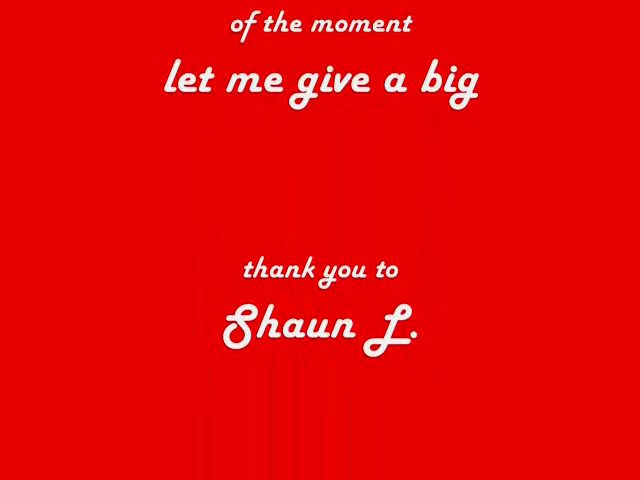 of the moment
let me give a big
thank you to
Shaun L.